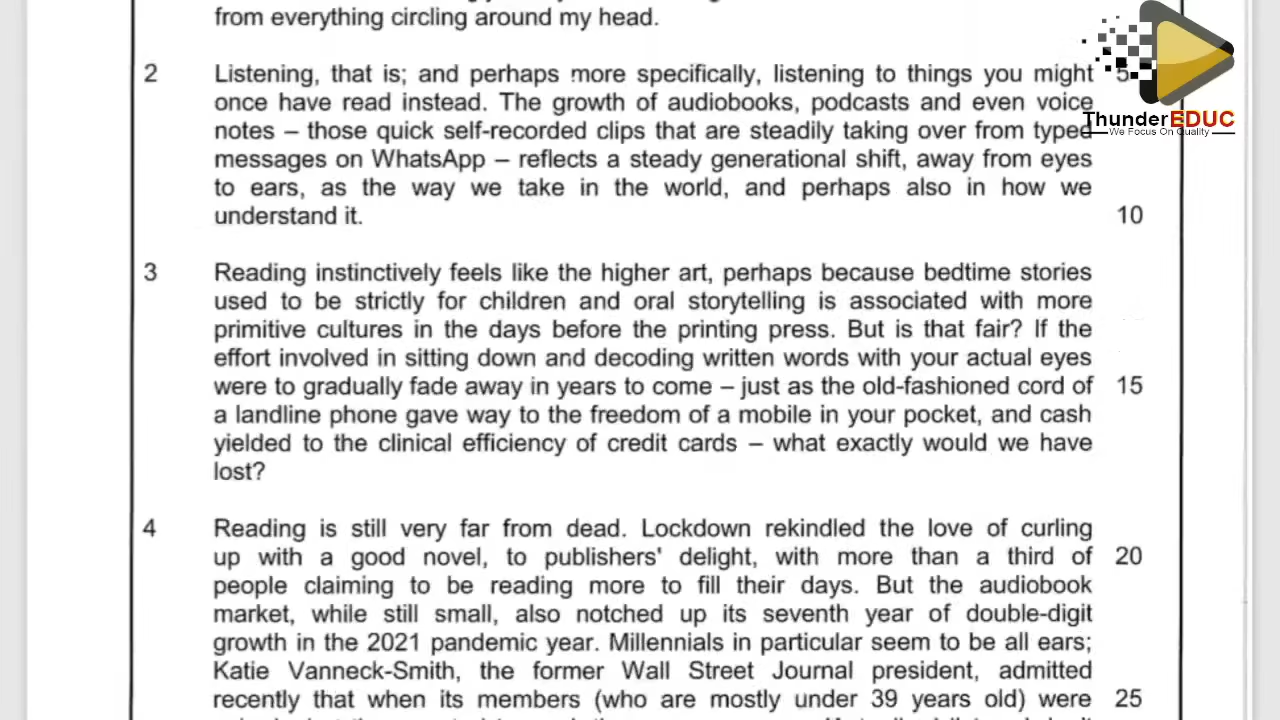 from everything circling around my head.
2 Listening, that is; and perhaps more specifically, listening to things you might 5
once have read instead. The growth of audiobooks, podcasts and even voice
notes – those quick self-recorded clips that are steadily taking over from typed
messages on WhatsApp – reflects a steady generational shift, away from eyes
to ears, as the way we take in the world, and perhaps also in how we
understand it. 10
ThunderEDUC
We Focus On Quality
3 Reading instinctively feels like the higher art, perhaps because bedtime stories
used to be strictly for children and oral storytelling is associated with more
primitive cultures in the days before the printing press. But is that fair? If the
effort involved in sitting down and decoding written words with your actual eyes
were to gradually fade away in years to come – just as the old-fashioned cord of 15
a landline phone gave way to the freedom of a mobile in your pocket, and cash
yielded to the clinical efficiency of credit cards – what exactly would we have
lost?
4 Reading is still very far from dead. Lockdown rekindled the love of curling
up with a good novel, to publishers' delight, with more than a third of 20
people claiming to be reading more to fill their days. But the audiobook
market, while still small, also notched up its seventh year of double-digit
growth in the 2021 pandemic year. Millennials in particular seem to be all ears;
Katie Vanneck-Smith, the former Wall Street Journal president, admitted
recently that when its members (who are mostly under 39 years old) were 25